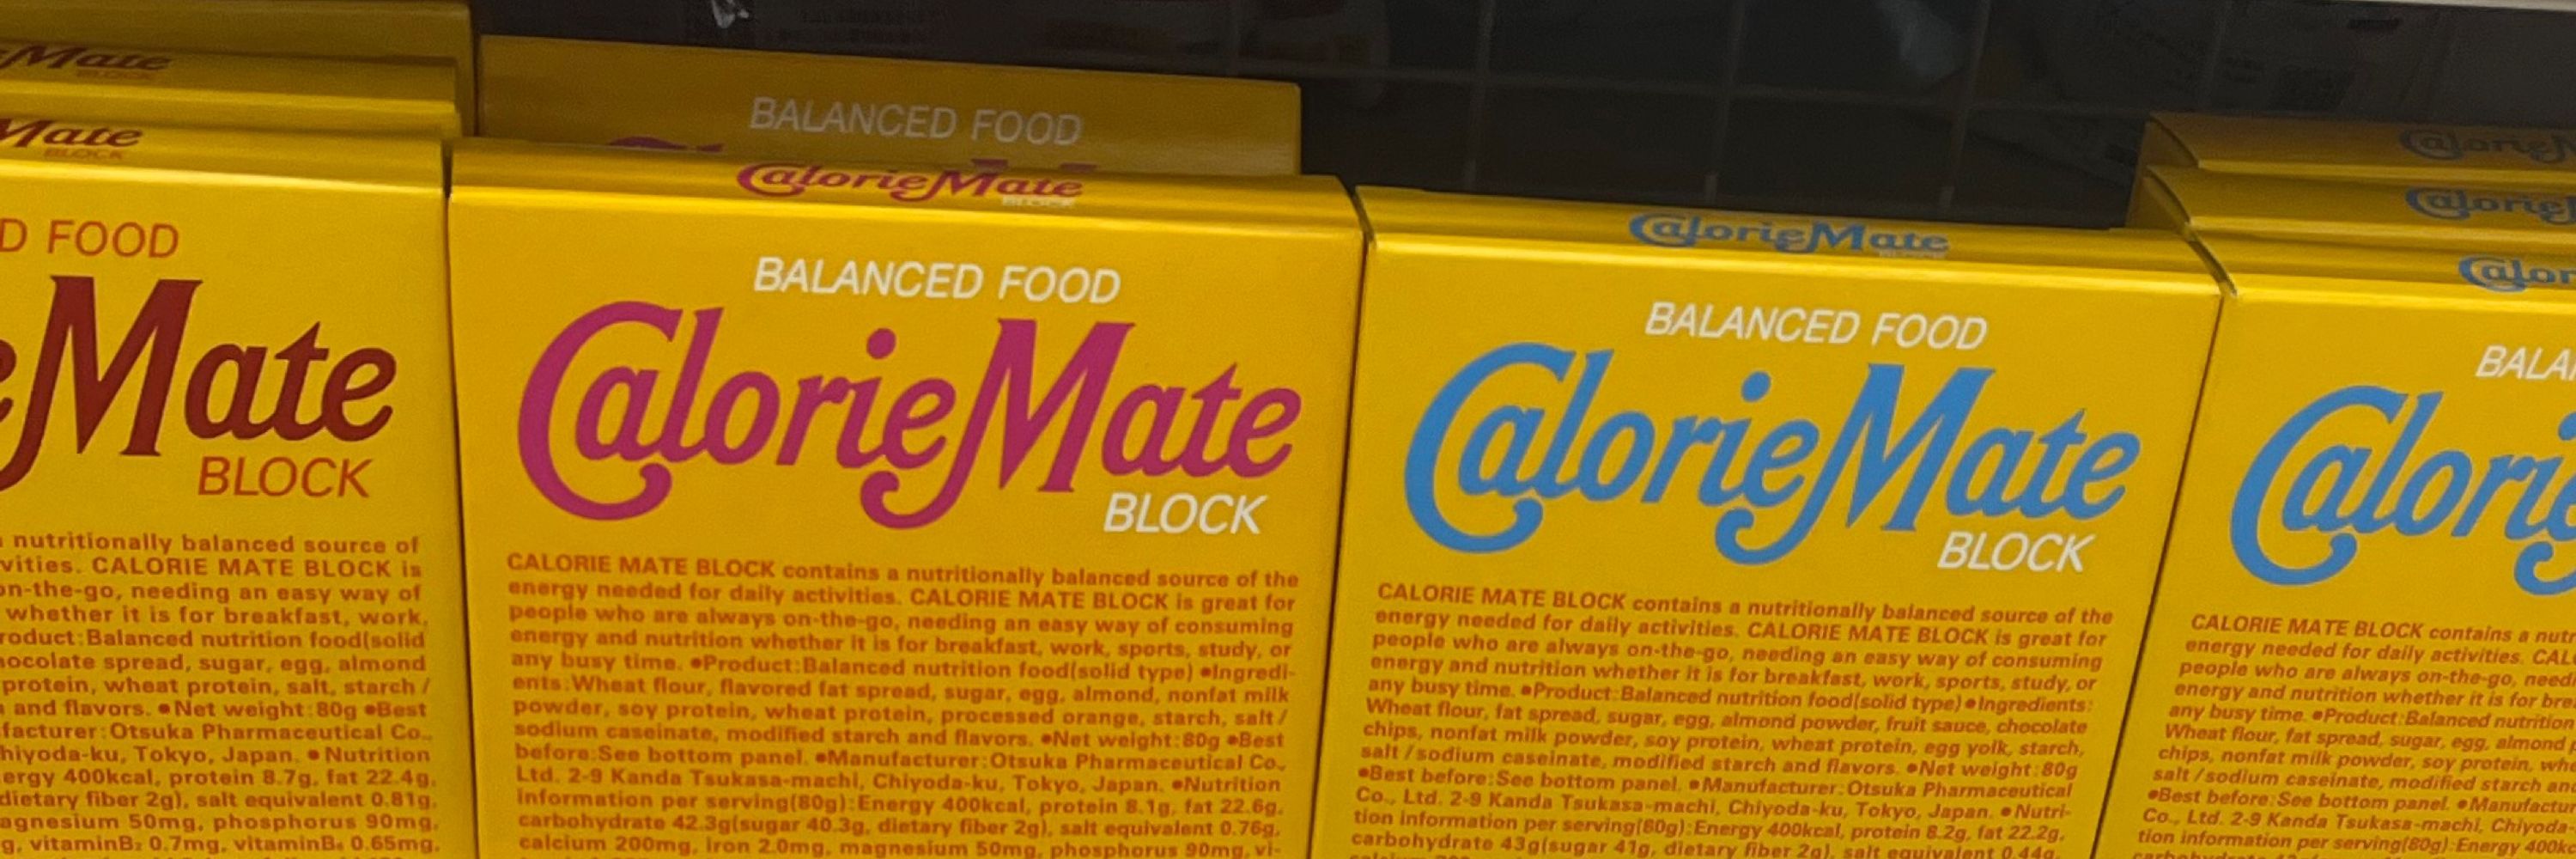 Mate
BLOCK
Mate
BLOCK
D FOOD
eMate
BLOCK
nutritionally balanced source of
vities. CALORIE MATE BLOCK is
on-the-go, needing an easy way of
whether it is for breakfast, work,
roduct:Balanced nutrition food(solid
hocolate spread, sugar, egg, almond
protein, wheat protein, salt, starch /
and flavors. ●Net weight:80g ●Best
facturer:Otsuka Pharmaceutical Co.,
hiyoda-ku, Tokyo, Japan. ●Nutrition
ergy 400kcal, protein 8.7g, fat 22.4g,
dietary fiber 2g), salt equivalent 0.81g,
agnesium 50mg, phosphorus 90mg,
g, vitaminB₂ 0.7mg, vitaminB₆ 0.65mg,
BALANCED FOOD
CalorieMate
BLOCK
BALANCED FOOD
CalorieMate
BLOCK
CALORIE MATE BLOCK contains a nutritionally balanced source of the
energy needed for daily activities. CALORIE MATE BLOCK is great for
people who are always on-the-go, needing an easy way of consuming
energy and nutrition whether it is for breakfast, work, sports, study, or
any busy time. ●Product:Balanced nutrition food(solid type) ●Ingredi-
ents:Wheat flour, flavored fat spread, sugar, egg, almond, nonfat milk
powder, soy protein, wheat protein, processed orange, starch, salt /
sodium caseinate, modified starch and flavors. ●Net weight:80g ●Best
before:See bottom panel. ●Manufacturer:Otsuka Pharmaceutical Co.,
Ltd. 2-9 Kanda Tsukasa-machi, Chiyoda-ku, Tokyo, Japan. ●Nutrition
information per serving(80g):Energy 400kcal, protein 8.1g, fat 22.6g,
carbohydrate 42.3g(sugar 40.3g, dietary fiber 2g), salt equivalent 0.76g,
calcium 200mg, iron 2.0mg, magnesium 50mg, phosphorus 90mg, vi-
CalorieMate
BALANCED FOOD
CalorieMate
BLOCK
CALORIE MATE BLOCK contains a nutritionally balanced source of the
energy needed for daily activities. CALORIE MATE BLOCK is great for
people who are always on-the-go, needing an easy way of consuming
energy and nutrition whether it is for breakfast, work, sports, study, or
any busy time. ●Product:Balanced nutrition food(solid type) ●Ingredients:
Wheat flour, fat spread, sugar, egg, almond powder, fruit sauce, chocolate
chips, nonfat milk powder, soy protein, wheat protein, egg yolk, starch,
salt / sodium caseinate, modified starch and flavors. ●Net weight:80g
●Best before:See bottom panel. ●Manufacturer:Otsuka Pharmaceutical
Co., Ltd. 2-9 Kanda Tsukasa-machi, Chiyoda-ku, Tokyo, Japan. ●Nutri-
tion information per serving(80g):Energy 400kcal, protein 8.2g, fat 22.2g,
carbohydrate 43g(sugar 41g, dietary fiber 2g), salt equivalent 0.44g,
CalorieM
Calorie
Calor
BALA
Calorie
CALORIE MATE BLOCK contains a nut
energy needed for daily activities. CAL
people who are always on-the-go, needi
energy and nutrition whether it is for bre
any busy time. ●Product:Balanced nutrition
Wheat flour, fat spread, sugar, egg, almond
chips, nonfat milk powder, soy protein, whe
salt / sodium caseinate, modified starch an
●Best before:See bottom panel. ●Manufactu
Co., Ltd. 2-9 Kanda Tsukasa-machi, Chiyoda
tion information per serving(80g):Energy 400k